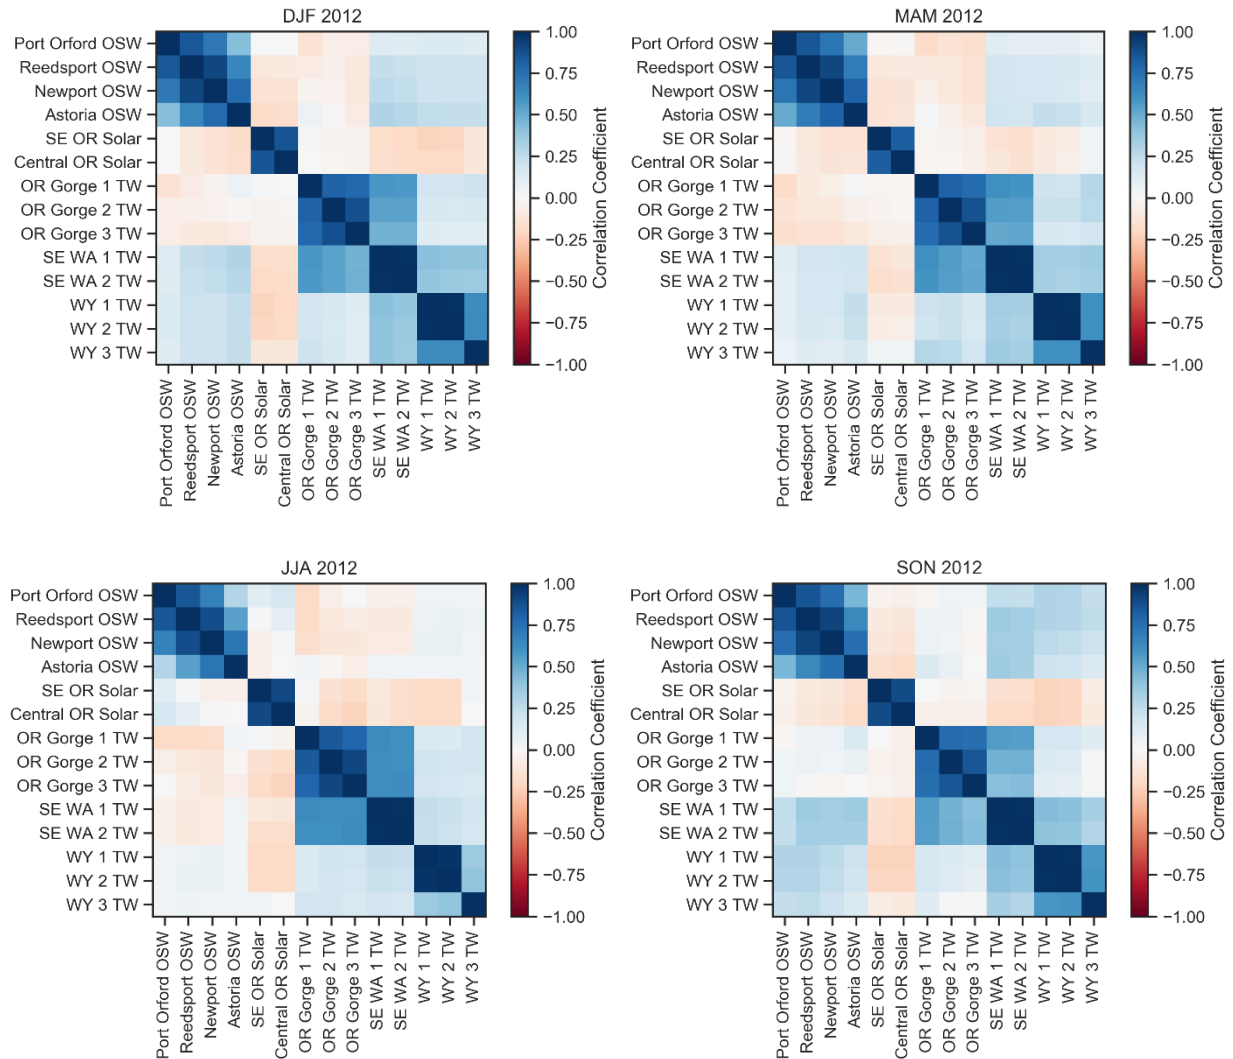 DJF 2012
Port Orford OSW
Reedsport OSW
Newport OSW
Astoria OSW
SE OR Solar
Central OR Solar
OR Gorge 1 TW
OR Gorge 2 TW
OR Gorge 3 TW
SE WA 1 TW
SE WA 2 TW
WY 1 TW
WY 2 TW
WY 3 TW
Port Orford OSW
Reedsport OSW
Newport OSW
Astoria OSW
SE OR Solar
Central OR Solar
OR Gorge 1 TW
OR Gorge 2 TW
OR Gorge 3 TW
SE WA 1 TW
SE WA 2 TW
WY 1 TW
WY 2 TW
WY 3 TW
1.00
0.75
0.50
0.25
0.00
−0.25
−0.50
−0.75
−1.00
Correlation Coefficient
MAM 2012
Port Orford OSW
Reedsport OSW
Newport OSW
Astoria OSW
SE OR Solar
Central OR Solar
OR Gorge 1 TW
OR Gorge 2 TW
OR Gorge 3 TW
SE WA 1 TW
SE WA 2 TW
WY 1 TW
WY 2 TW
WY 3 TW
Port Orford OSW
Reedsport OSW
Newport OSW
Astoria OSW
SE OR Solar
Central OR Solar
OR Gorge 1 TW
OR Gorge 2 TW
OR Gorge 3 TW
SE WA 1 TW
SE WA 2 TW
WY 1 TW
WY 2 TW
WY 3 TW
1.00
0.75
0.50
0.25
0.00
−0.25
−0.50
−0.75
−1.00
Correlation Coefficient
JJA 2012
Port Orford OSW
Reedsport OSW
Newport OSW
Astoria OSW
SE OR Solar
Central OR Solar
OR Gorge 1 TW
OR Gorge 2 TW
OR Gorge 3 TW
SE WA 1 TW
SE WA 2 TW
WY 1 TW
WY 2 TW
WY 3 TW
Port Orford OSW
Reedsport OSW
Newport OSW
Astoria OSW
SE OR Solar
Central OR Solar
OR Gorge 1 TW
OR Gorge 2 TW
OR Gorge 3 TW
SE WA 1 TW
SE WA 2 TW
WY 1 TW
WY 2 TW
WY 3 TW
1.00
0.75
0.50
0.25
0.00
−0.25
−0.50
−0.75
−1.00
Correlation Coefficient
SON 2012
Port Orford OSW
Reedsport OSW
Newport OSW
Astoria OSW
SE OR Solar
Central OR Solar
OR Gorge 1 TW
OR Gorge 2 TW
OR Gorge 3 TW
SE WA 1 TW
SE WA 2 TW
WY 1 TW
WY 2 TW
WY 3 TW
Port Orford OSW
Reedsport OSW
Newport OSW
Astoria OSW
SE OR Solar
Central OR Solar
OR Gorge 1 TW
OR Gorge 2 TW
OR Gorge 3 TW
SE WA 1 TW
SE WA 2 TW
WY 1 TW
WY 2 TW
WY 3 TW
1.00
0.75
0.50
0.25
0.00
−0.25
−0.50
−0.75
−1.00
Correlation Coefficient